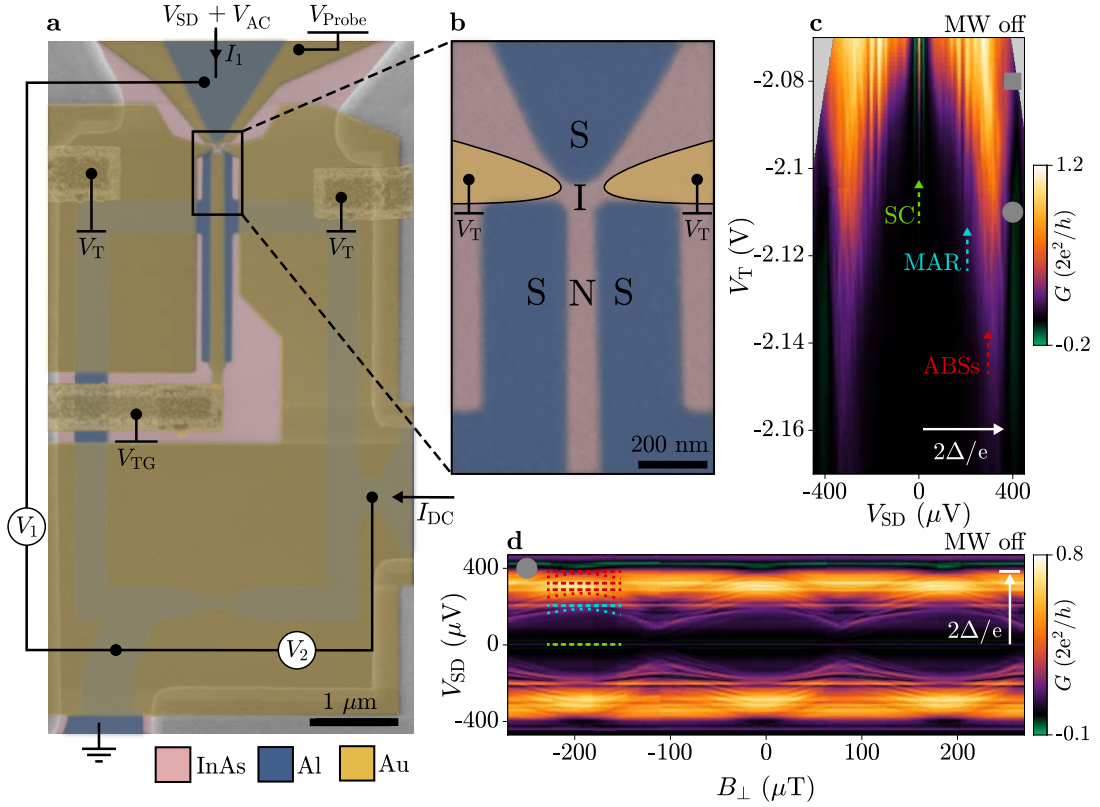 a
V_SD + V_AC
V_Probe
I_1
V_T
V_T
V_TG
I_DC
V_1
V_2
1 μm
InAs
Al
Au
b
S
I
V_T
V_T
S N S
200 nm
c
MW off
-2.08
-2.1
-2.12
-2.14
-2.16
V_T (V)
SC
MAR
ABSs
2Δ/e
-400
0
400
V_SD (μV)
1.2
-0.2
G (2e²/h)
d
MW off
400
0
-400
V_SD (μV)
2Δ/e
-200
-100
0
100
200
B_⊥ (μT)
0.8
-0.1
G (2e²/h)